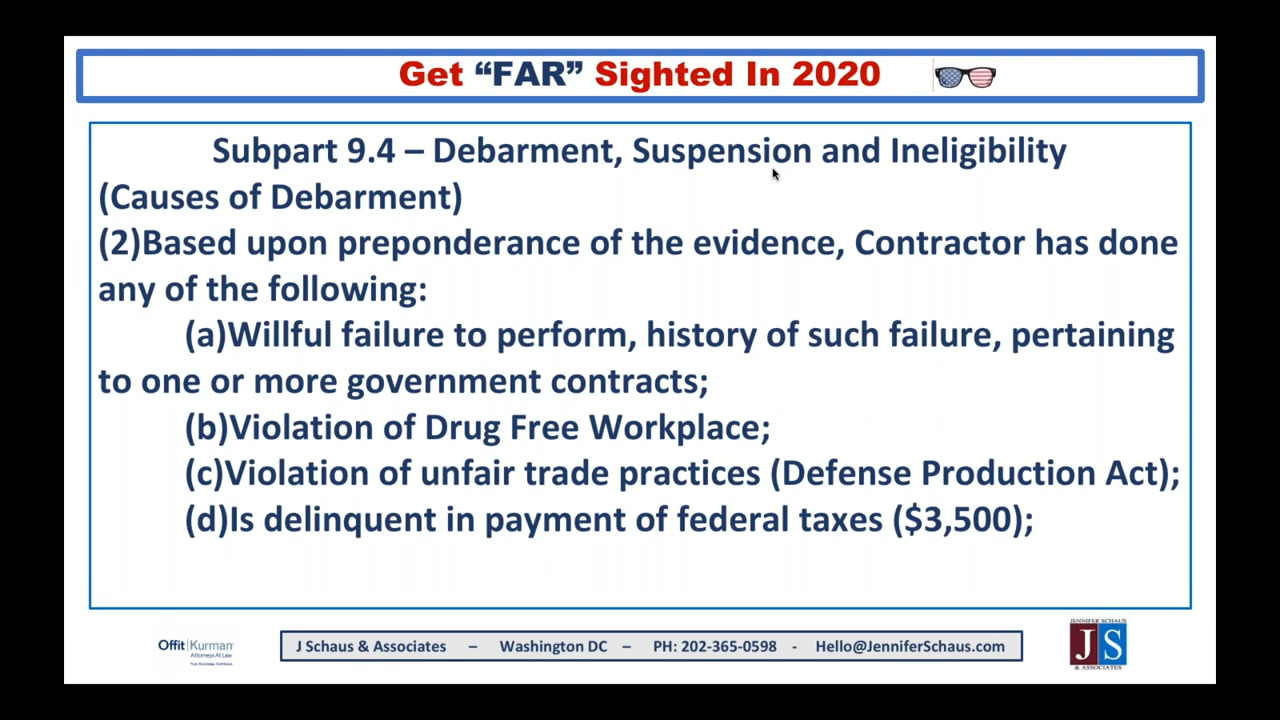 Get “FAR” Sighted In 2020
Subpart 9.4 – Debarment, Suspension and Ineligibility
(Causes of Debarment)
(2)Based upon preponderance of the evidence, Contractor has done
any of the following:
(a)Willful failure to perform, history of such failure, pertaining
to one or more government contracts;
(b)Violation of Drug Free Workplace;
(c)Violation of unfair trade practices (Defense Production Act);
(d)Is delinquent in payment of federal taxes ($3,500);
Offit|Kurman
Attorneys At Law
J Schaus & Associates – Washington DC – PH: 202-365-0598 - Hello@JenniferSchaus.com
JENNIFER SCHAUS
JS
& ASSOCIATES